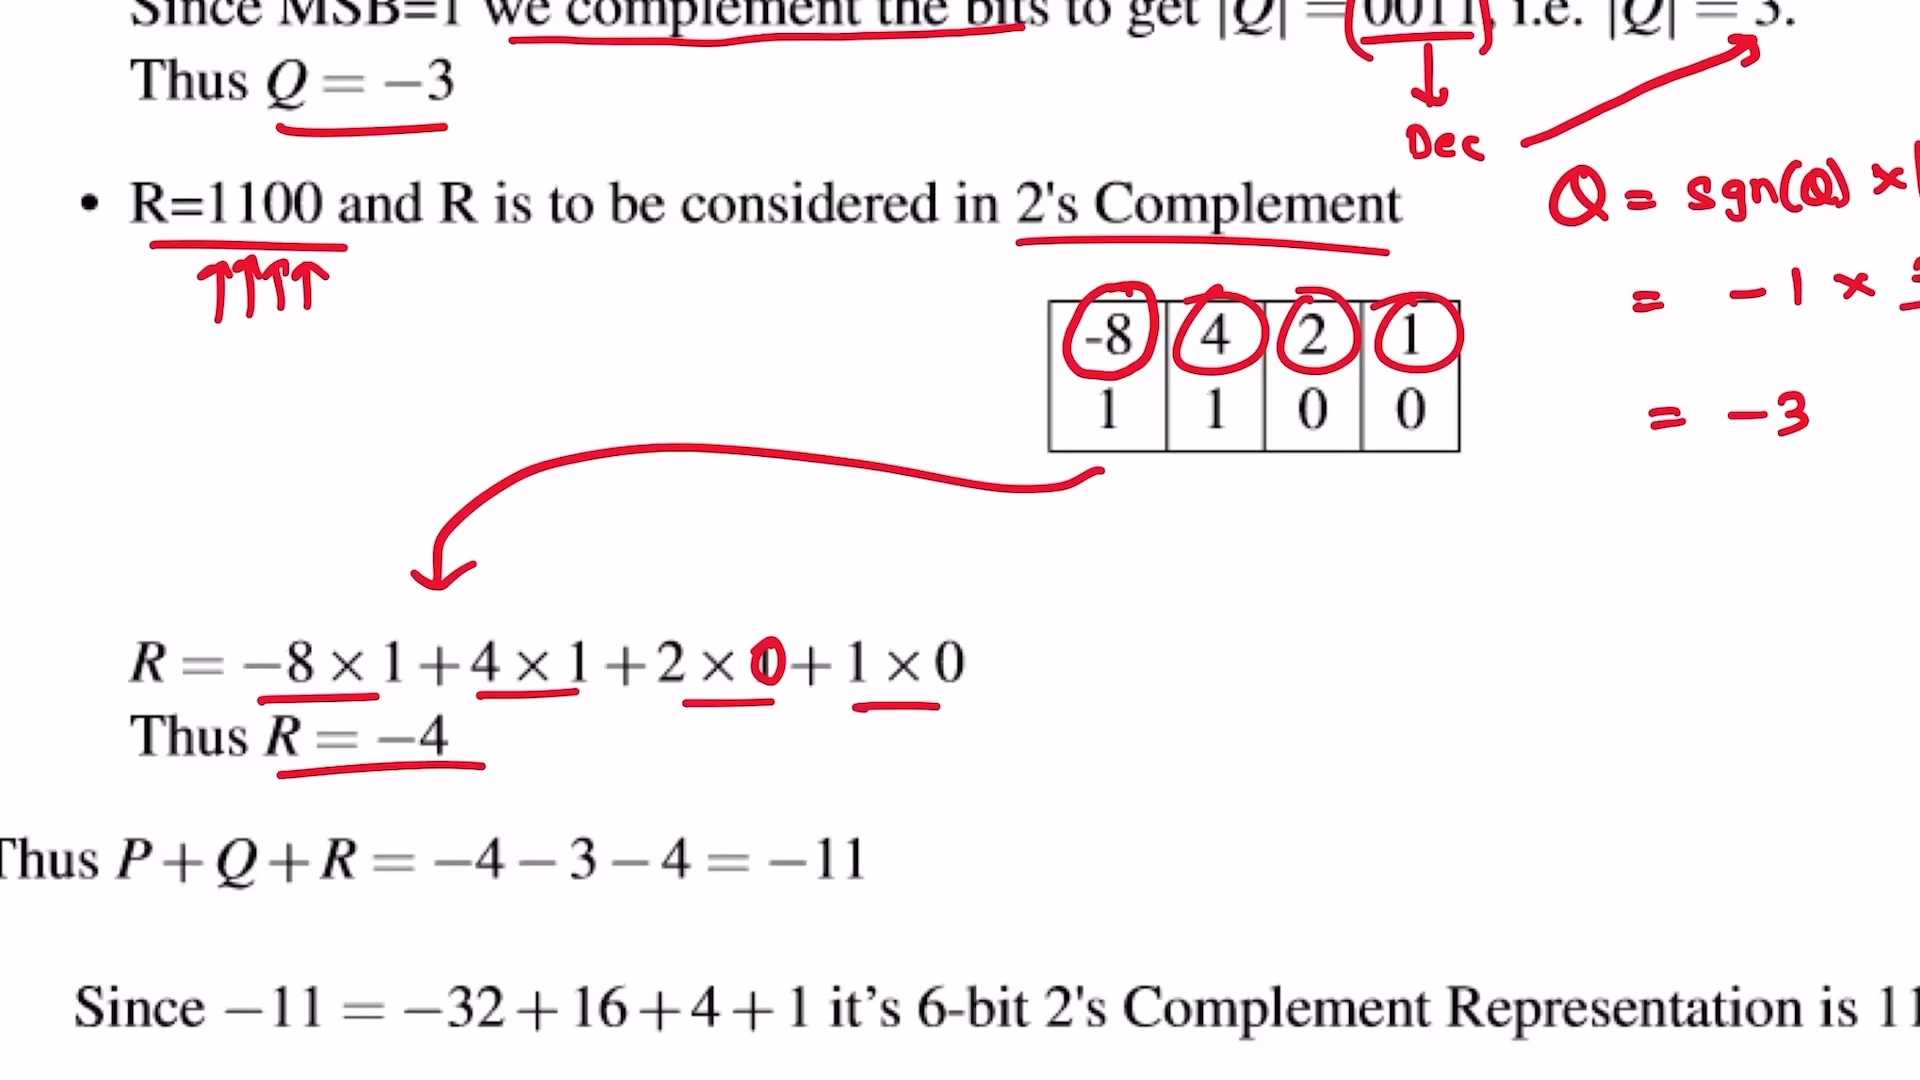 Since MSB=1 we complement the bits to get |Q| = (0011), i.e. |Q| = 3.
Thus Q = −3
Dec
• R=1100 and R is to be considered in 2's Complement
Q = sgn(Q) ×
= −1 ×
= −3
-8 4 2 1
1 1 0 0
R = −8 × 1 + 4 × 1 + 2 × 0 + 1 × 0
Thus R = −4
Thus P + Q + R = −4 − 3 − 4 = −11
Since −11 = −32 + 16 + 4 + 1 it's 6-bit 2's Complement Representation is 11